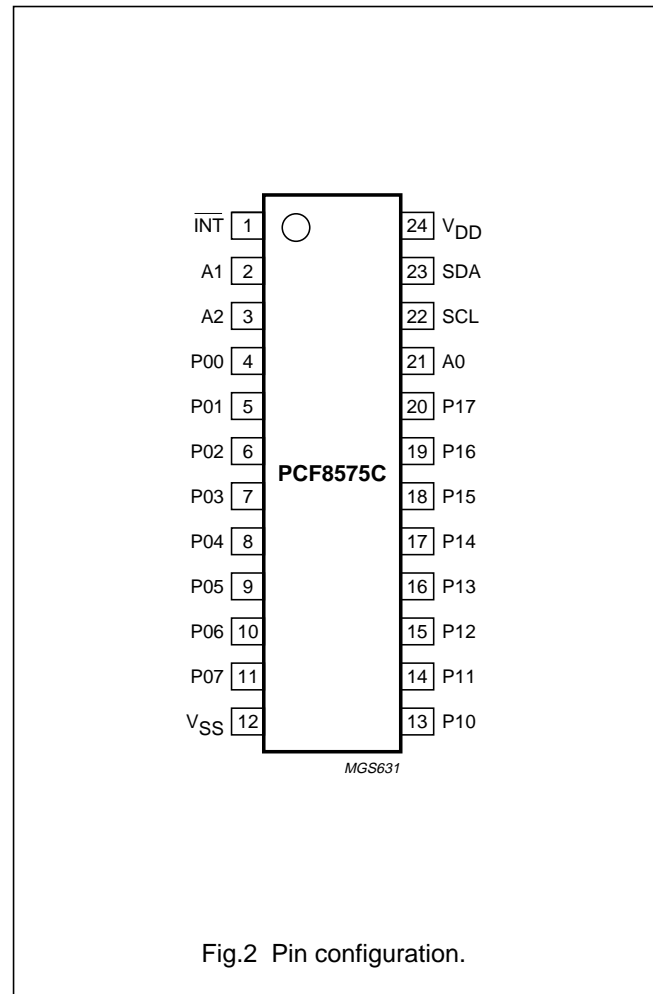 INT 1 24 VDD
A1 2 23 SDA
A2 3 22 SCL
P00 4 21 A0
P01 5 20 P17
P02 6 19 P16
PCF8575C
P03 7 18 P15
P04 8 17 P14
P05 9 16 P13
P06 10 15 P12
P07 11 14 P11
VSS 12 13 P10
MGS631
Fig.2 Pin configuration.